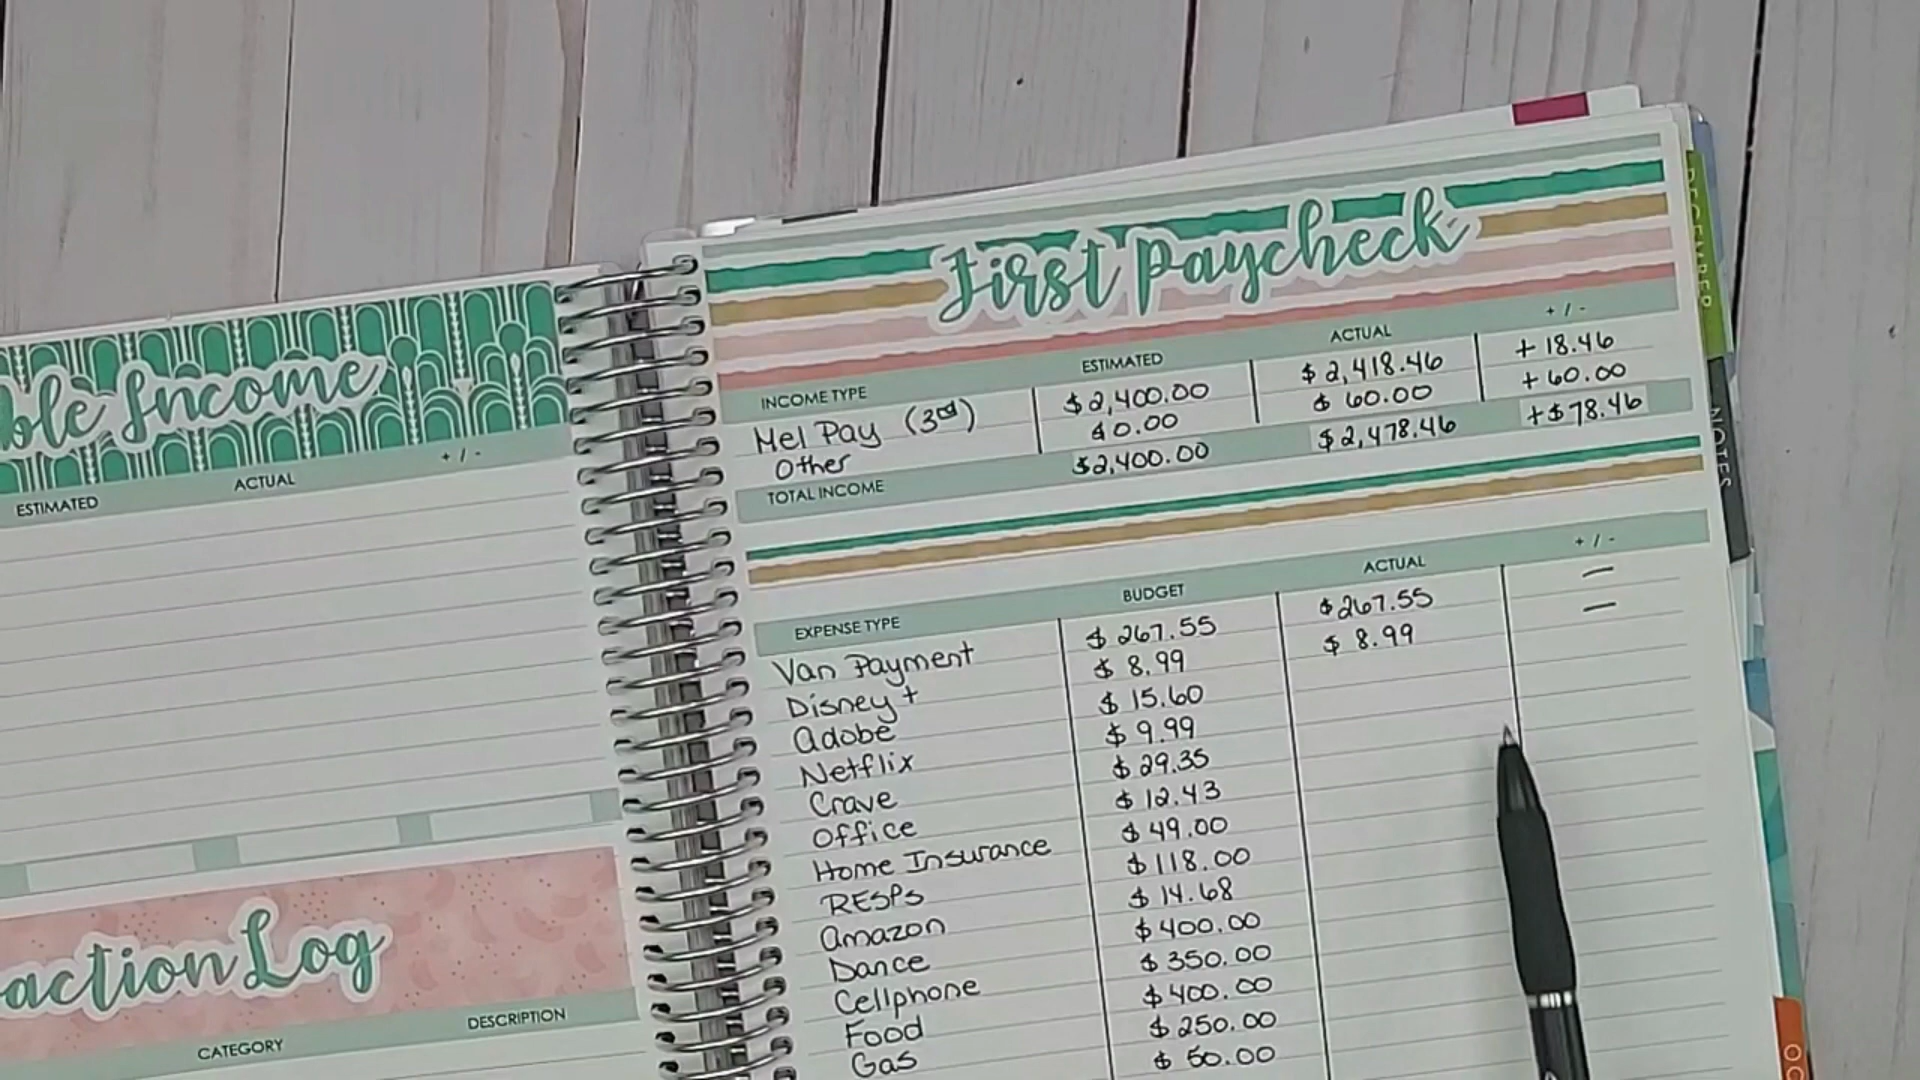 ble Income
ESTIMATED ACTUAL + / -
action Log
CATEGORY DESCRIPTION
First Paycheck
INCOME TYPE ESTIMATED ACTUAL + / -
Mel Pay (3rd) $2,400.00 $2,418.46 +18.46
Other $0.00 $60.00 +60.00
TOTAL INCOME $2,400.00 $2,478.46 +$78.46
EXPENSE TYPE BUDGET ACTUAL + / -
Van Payment $267.55 $267.55 —
Disney + $8.99 $8.99 —
Adobe $15.60
Netflix $9.99
Crave $29.35
Office $12.43
Home Insurance $49.00
RESPs $118.00
Amazon $14.68
Dance $400.00
Cellphone $350.00
Food $400.00
Gas $250.00
$50.00
DECEMBER
NOTES
OC